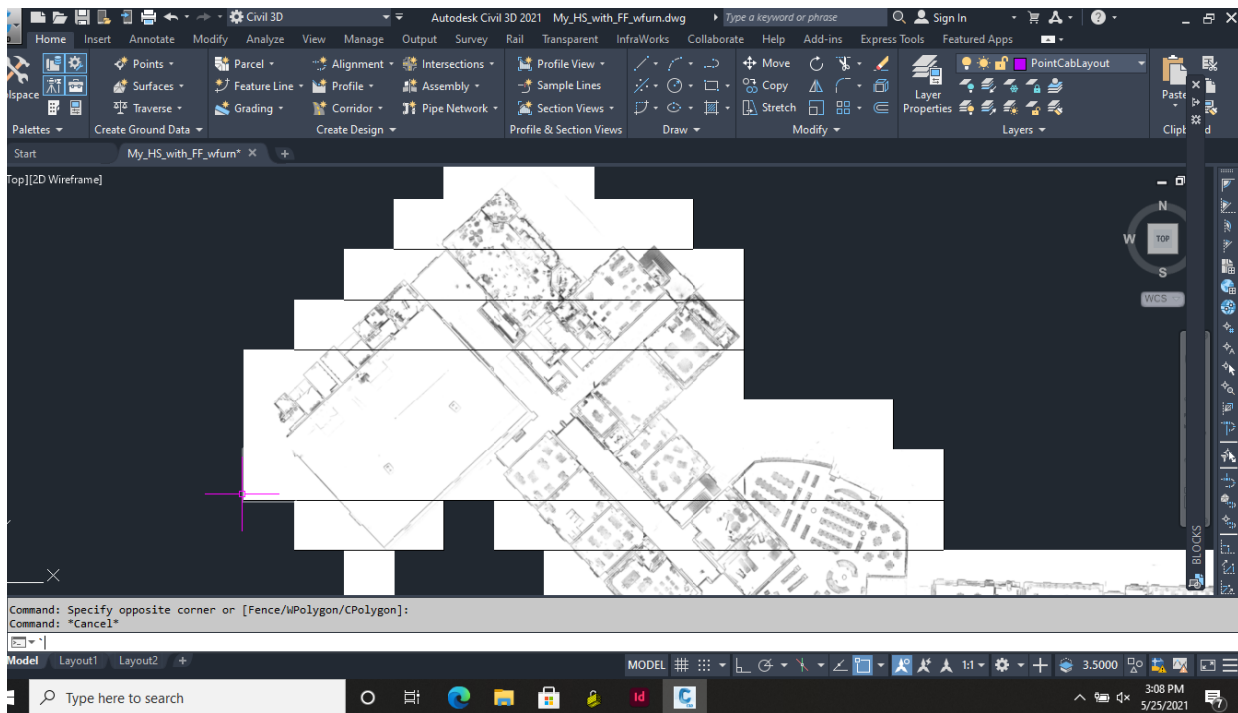 Civil 3D Autodesk Civil 3D 2021 My_HS_with_FF_wfurn.dwg Type a keyword or phrase Sign In
Home Insert Annotate Modify Analyze View Manage Output Survey Rail Transparent InfraWorks Collaborate Help Add-ins Express Tools Featured Apps
Points Parcel Alignment Intersections Profile View Move PointCabLayout
Surfaces Feature Line Profile Assembly Sample Lines Copy Layer Paste
Traverse Grading Corridor Pipe Network Section Views Stretch Properties
Palettes Create Ground Data Create Design Profile & Section Views Draw Modify Layers
Start My_HS_with_FF_wfurn* +
Top][2D Wireframe]
N
W TOP
S
WCS
BLOCKS
X
Command: Specify opposite corner or [Fence/WPolygon/CPolygon]:
Command: *Cancel*
Model Layout1 Layout2 + MODEL 1:1 3.5000
Type here to search Id C 3:08 PM
5/25/2021 7